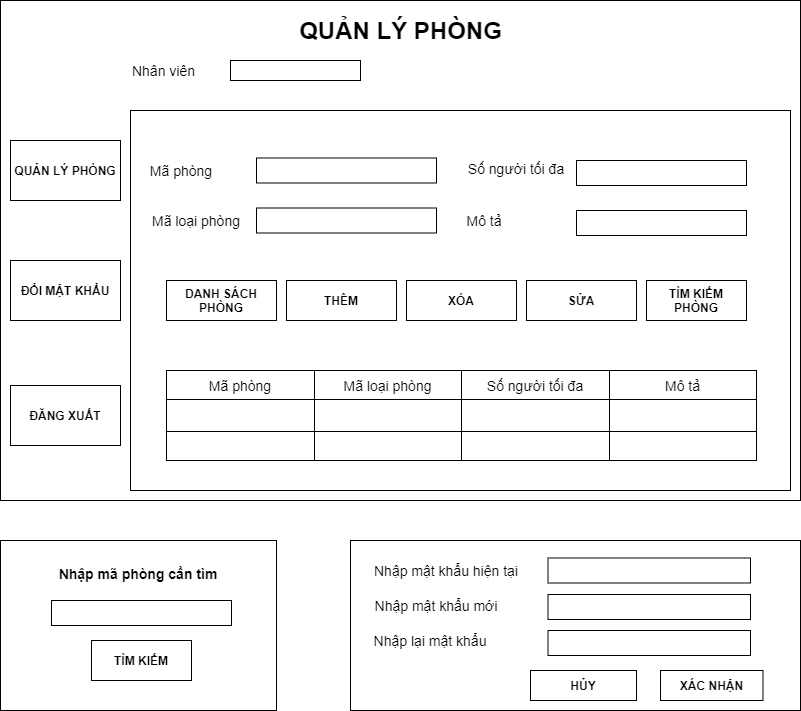 QUẢN LÝ PHÒNG
Nhân viên
QUẢN LÝ PHÒNG
ĐỔI MẬT KHẨU
ĐĂNG XUẤT
Mã phòng
Số người tối đa
Mã loại phòng
Mô tả
DANH SÁCH
PHÒNG
THÊM
XÓA
SỬA
TÌM KIẾM
PHÒNG
Mã phòng
Mã loại phòng
Số người tối đa
Mô tả
Nhập mã phòng cần tìm
TÌM KIẾM
Nhập mật khẩu hiện tại
Nhập mật khẩu mới
Nhập lại mật khẩu
HỦY
XÁC NHẬN